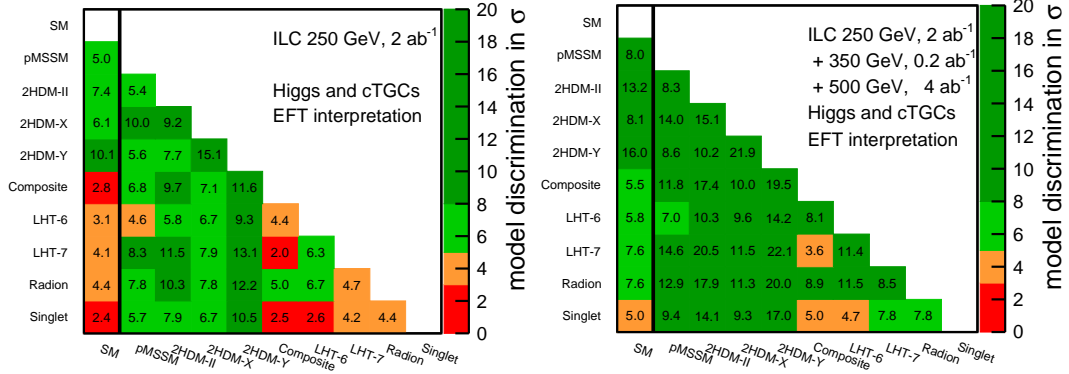 SM
pMSSM 5.0
2HDM-II 7.4 5.4
2HDM-X 6.1 10.0 9.2
2HDM-Y 10.1 5.6 7.7 15.1
Composite 2.8 6.8 9.7 7.1 11.6
LHT-6 3.1 4.6 5.8 6.7 9.3 4.4
LHT-7 4.1 8.3 11.5 7.9 13.1 2.0 6.3
Radion 4.4 7.8 10.3 7.8 12.2 5.0 6.7 4.7
Singlet 2.4 5.7 7.9 6.7 10.5 2.5 2.6 4.2 4.4
SM pMSSM 2HDM-II 2HDM-X 2HDM-Y Composite LHT-6 LHT-7 Radion Singlet
ILC 250 GeV, 2 ab-1
Higgs and cTGCs
EFT interpretation
20
18
16
14
12
10
8
6
4
2
0
model discrimination in σ
SM
pMSSM 8.0
2HDM-II 13.2 8.3
2HDM-X 8.1 14.0 15.1
2HDM-Y 16.0 8.6 10.2 21.9
Composite 5.5 11.8 17.4 10.0 19.5
LHT-6 5.8 7.0 10.3 9.6 14.2 8.1
LHT-7 7.6 14.6 20.5 11.5 22.1 3.6 11.4
Radion 7.6 12.9 17.9 11.3 20.0 8.9 11.5 8.5
Singlet 5.0 9.4 14.1 9.3 17.0 5.0 4.7 7.8 7.8
SM pMSSM 2HDM-II 2HDM-X 2HDM-Y Composite LHT-6 LHT-7 Radion Singlet
ILC 250 GeV, 2 ab-1
+ 350 GeV, 0.2 ab-1
+ 500 GeV, 4 ab-1
Higgs and cTGCs
EFT interpretation
20
18
16
14
12
10
8
6
4
2
0
model discrimination in σ